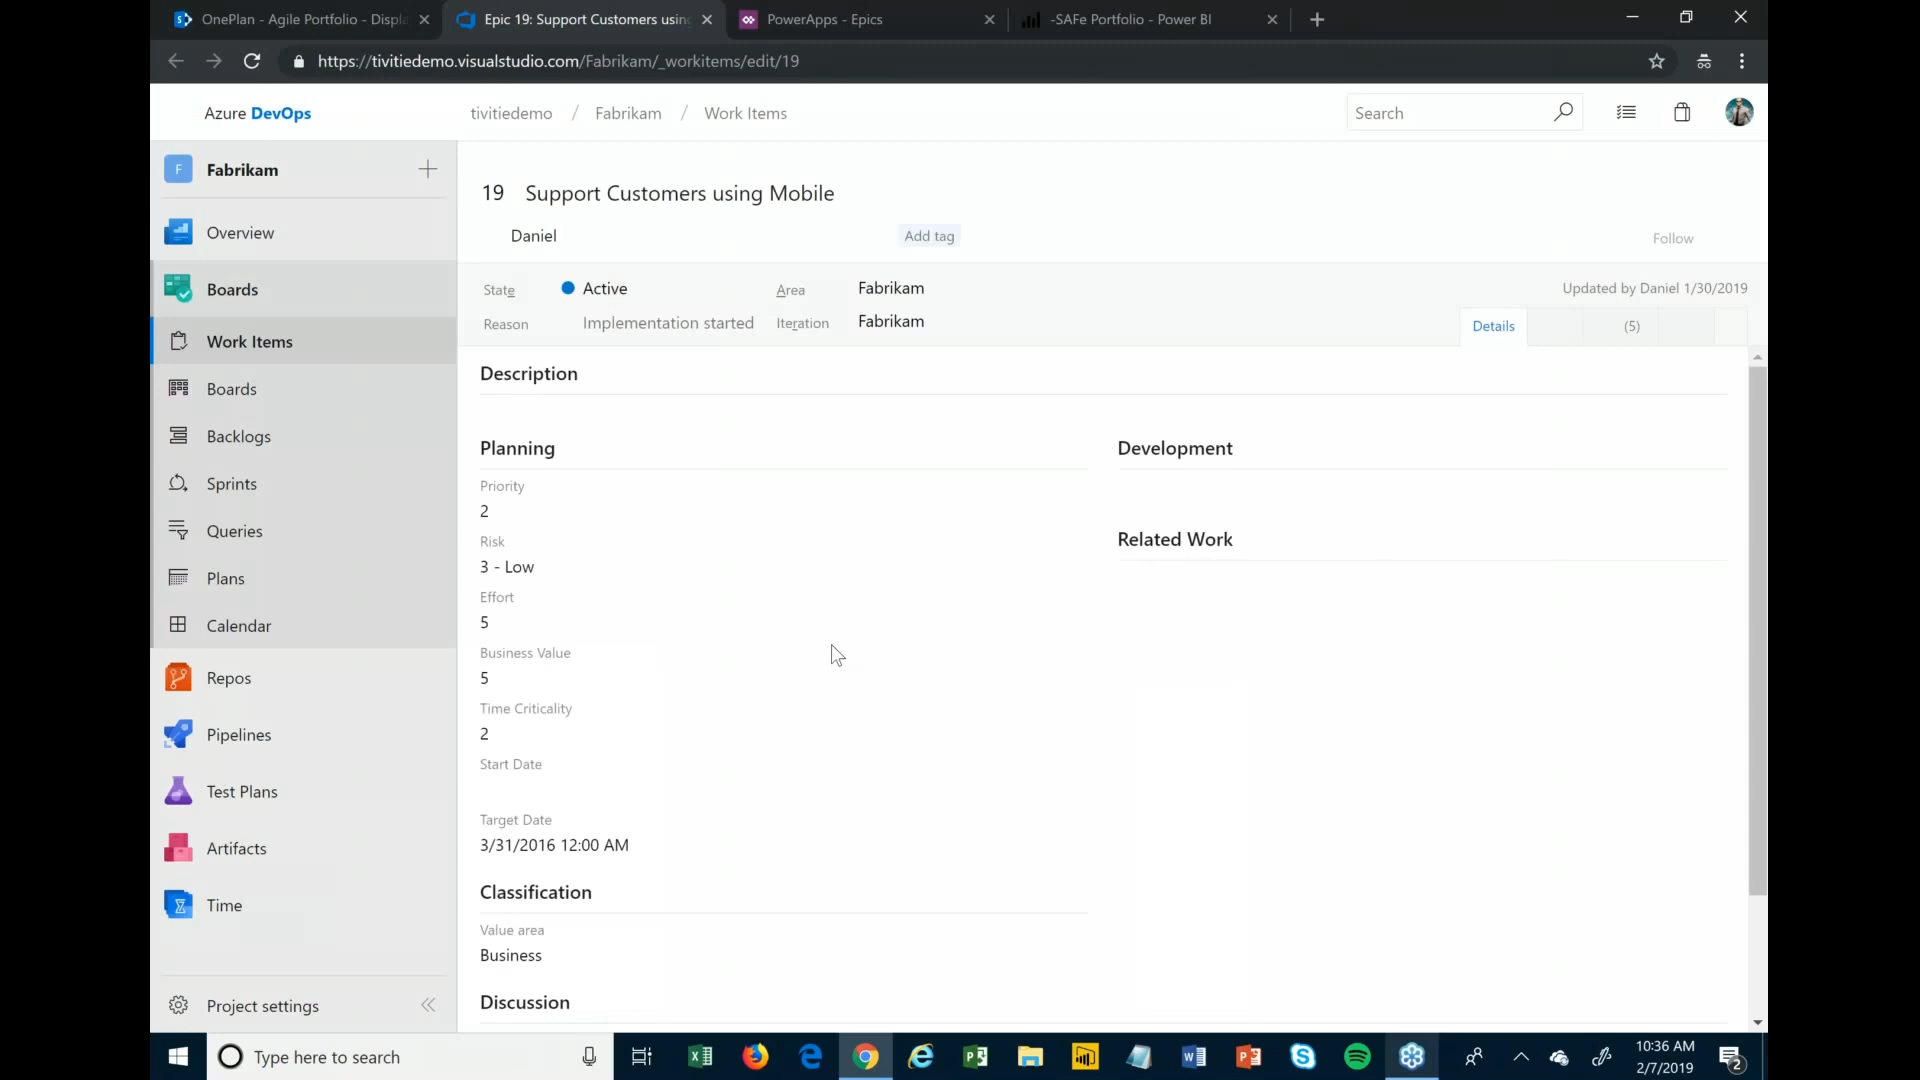 OnePlan - Agile Portfolio - Displa
Epic 19: Support Customers usin
PowerApps - Epics
-SAFe Portfolio - Power BI
https://tivitiedemo.visualstudio.com/Fabrikam/_workitems/edit/19
Azure DevOps
tivitiedemo / Fabrikam / Work Items
Search
F Fabrikam
Overview
Boards
Work Items
Boards
Backlogs
Sprints
Queries
Plans
Calendar
Repos
Pipelines
Test Plans
Artifacts
Time
Project settings
19 Support Customers using Mobile
Daniel
Add tag
Follow
State Active Area Fabrikam
Updated by Daniel 1/30/2019
Reason Implementation started Iteration Fabrikam
Details (5)
Description
Planning
Priority
2
Risk
3 - Low
Effort
5
Business Value
5
Time Criticality
2
Start Date
Target Date
3/31/2016 12:00 AM
Classification
Value area
Business
Discussion
Development
Related Work
Type here to search
10:36 AM
2/7/2019
2